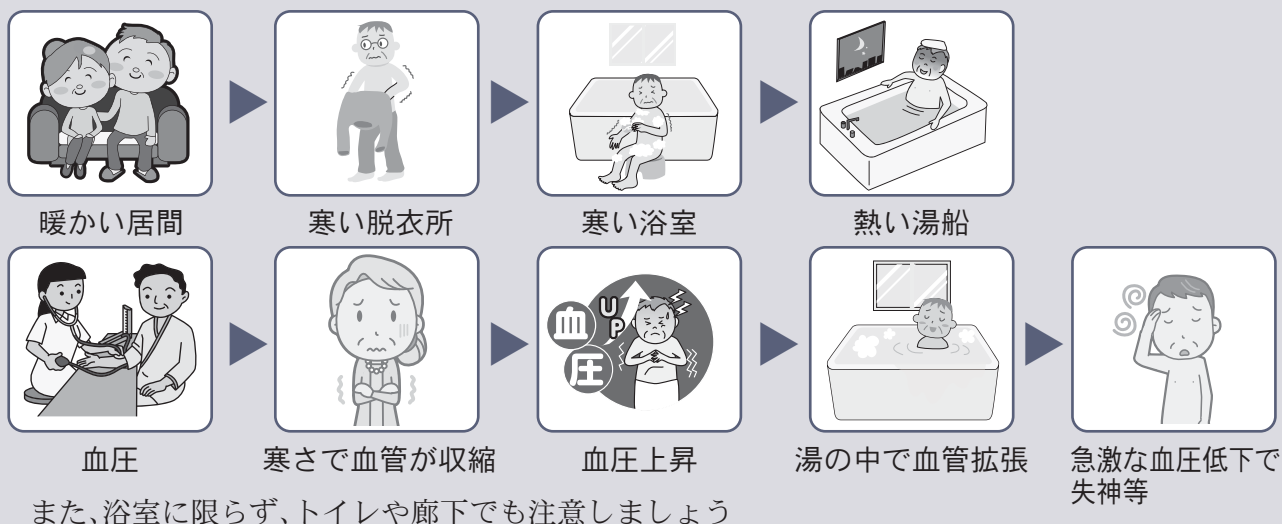 暖かい居間
寒い脱衣所
寒い浴室
熱い湯船
血圧
UP
血圧
寒さで血管が収縮
血圧上昇
湯の中で血管拡張
急激な血圧低下で
失神等
また、浴室に限らず、トイレや廊下でも注意しましょう